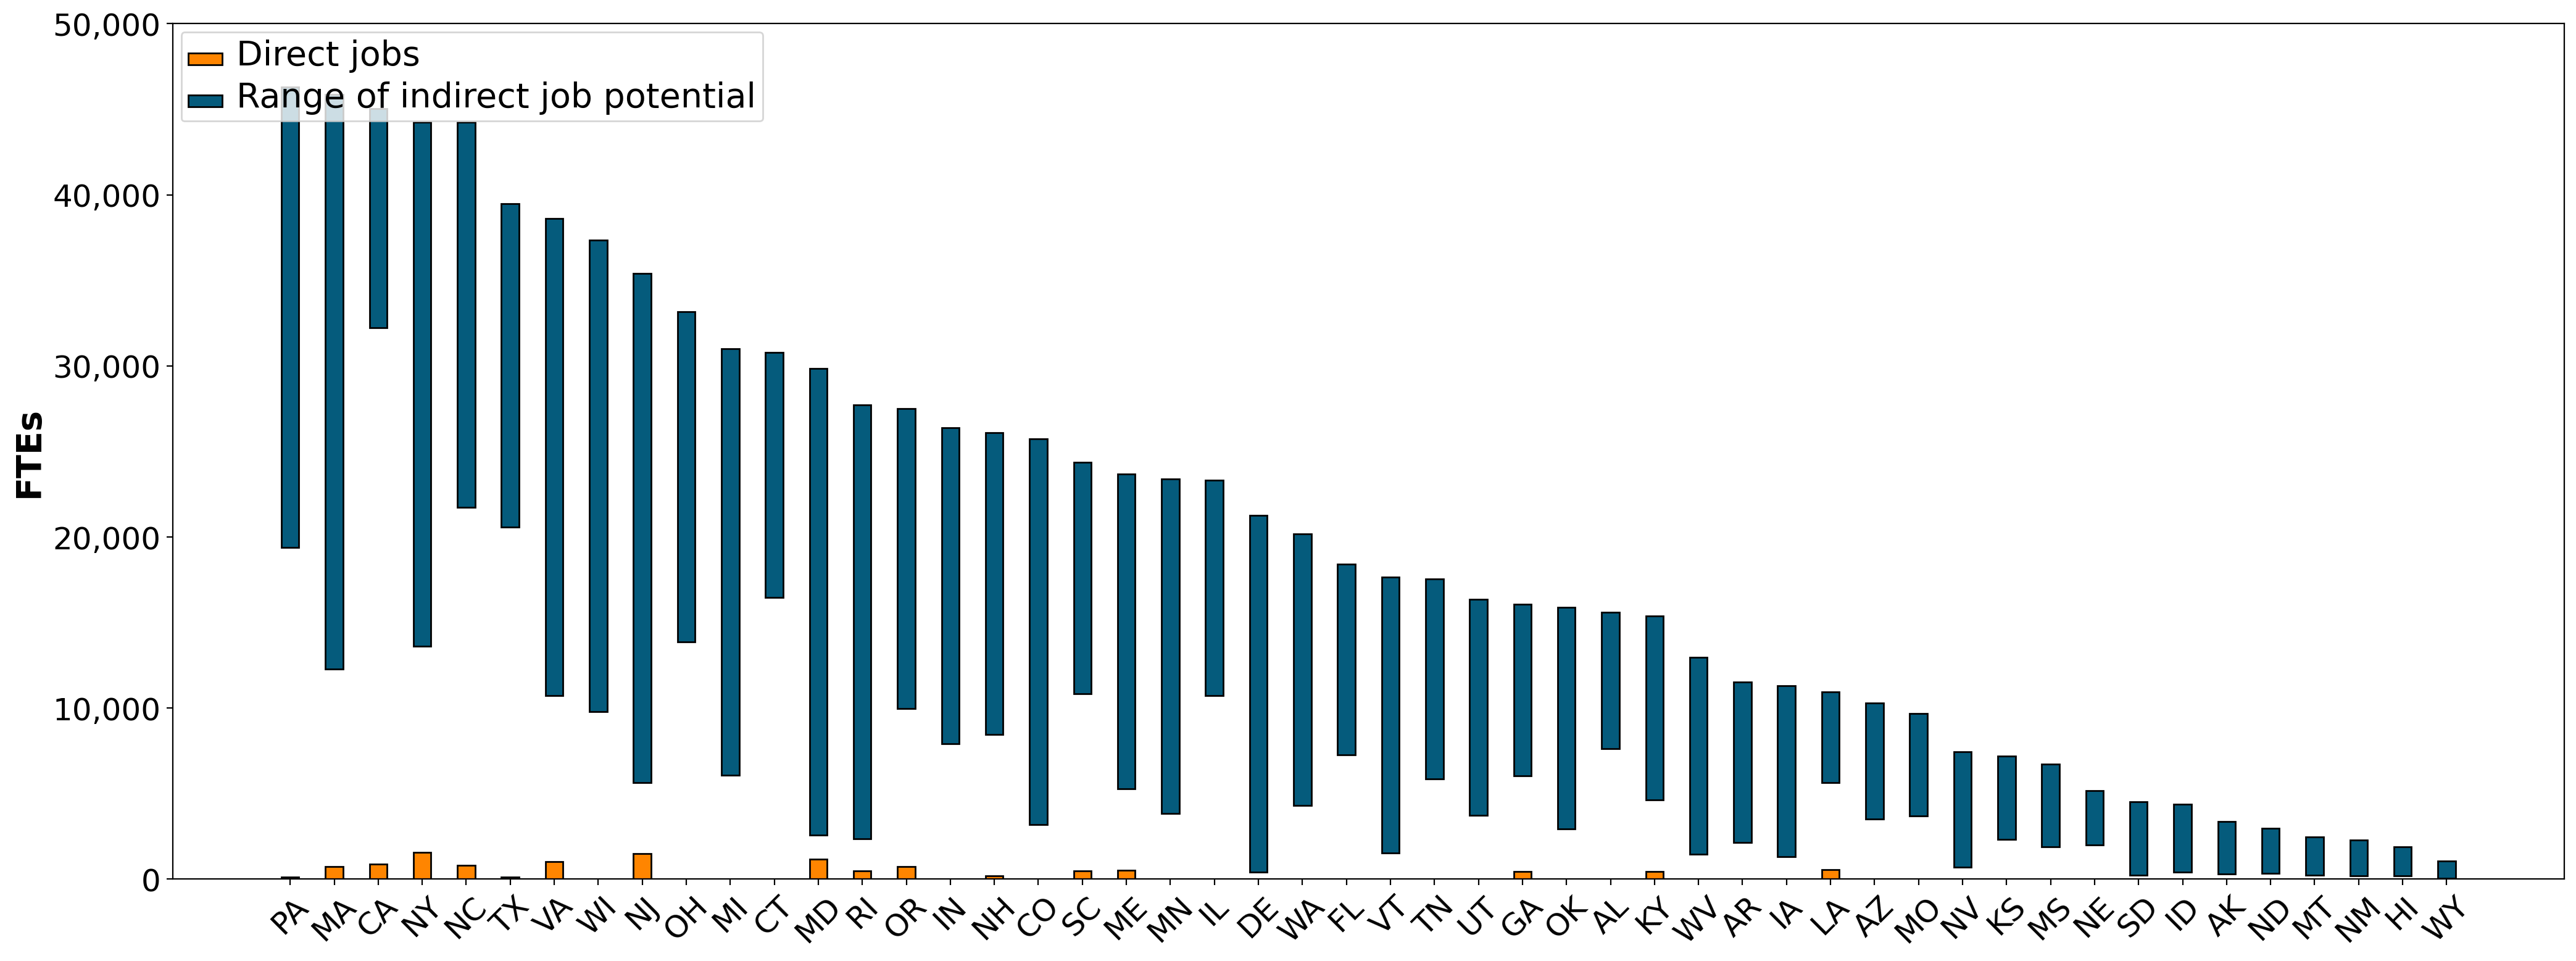 50,000
40,000
30,000
20,000
10,000
0
FTEs
Direct jobs
Range of indirect job potential
PA MA CA NY NC TX VA WI NJ OH MI CT MD RI OR IN NH CO SC ME MN IL DE WA FL VT TN UT GA OK AL KY WV AR IA LA AZ MO NV KS MS NE SD ID AK ND MT NM HI WY